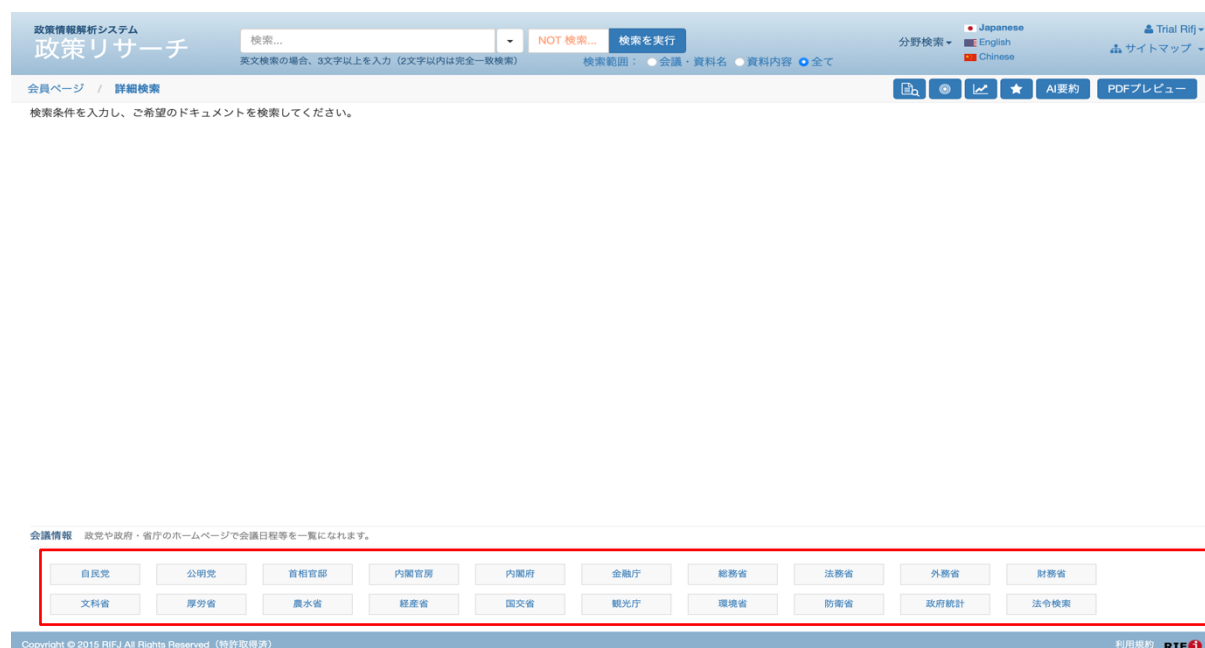 政策情報解析システム
政策リサーチ
検索...
NOT 検索...
検索を実行
英文検索の場合、3文字以上を入力（2文字以内は完全一致検索）
検索範囲： 会議・資料名 資料内容 全て
分野検索
Japanese
English
Chinese
Trial Rifj
サイトマップ
会員ページ / 詳細検索
AI要約
PDFプレビュー
検索条件を入力し、ご希望のドキュメントを検索してください。
会議情報 政党や政府・省庁のホームページで会議日程等を一覧になれます。
自民党 公明党 首相官邸 内閣官房 内閣府 金融庁 総務省 法務省 外務省 財務省
文科省 厚労省 農水省 経産省 国交省 観光庁 環境省 防衛省 政府統計 法令検索
Copyright © 2015 RIFJ All Rights Reserved（特許取得済）
利用規約 RIFJ